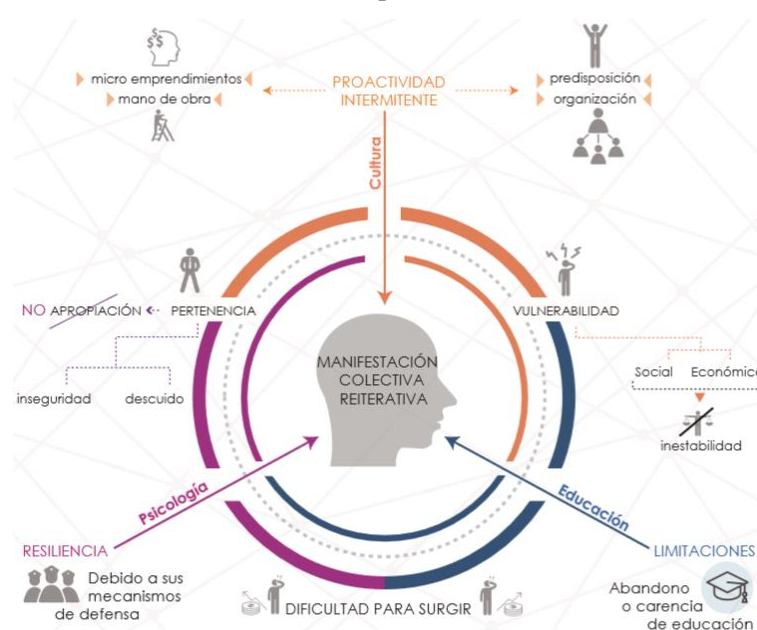 $$
$
micro emprendimientos
mano de obra
PROACTIVIDAD
INTERMITENTE
predisposición
organización
Cultura
NO APROPIACIÓN
PERTENENCIA
VULNERABILIDAD
inseguridad
descuido
Social
Económica
inestabilidad
MANIFESTACIÓN
COLECTIVA
REITERATIVA
Psicología
Educación
RESILIENCIA
Debido a sus
mecanismos
de defensa
DIFICULTAD PARA SURGIR
LIMITACIONES
Abandono
o carencia
de educación